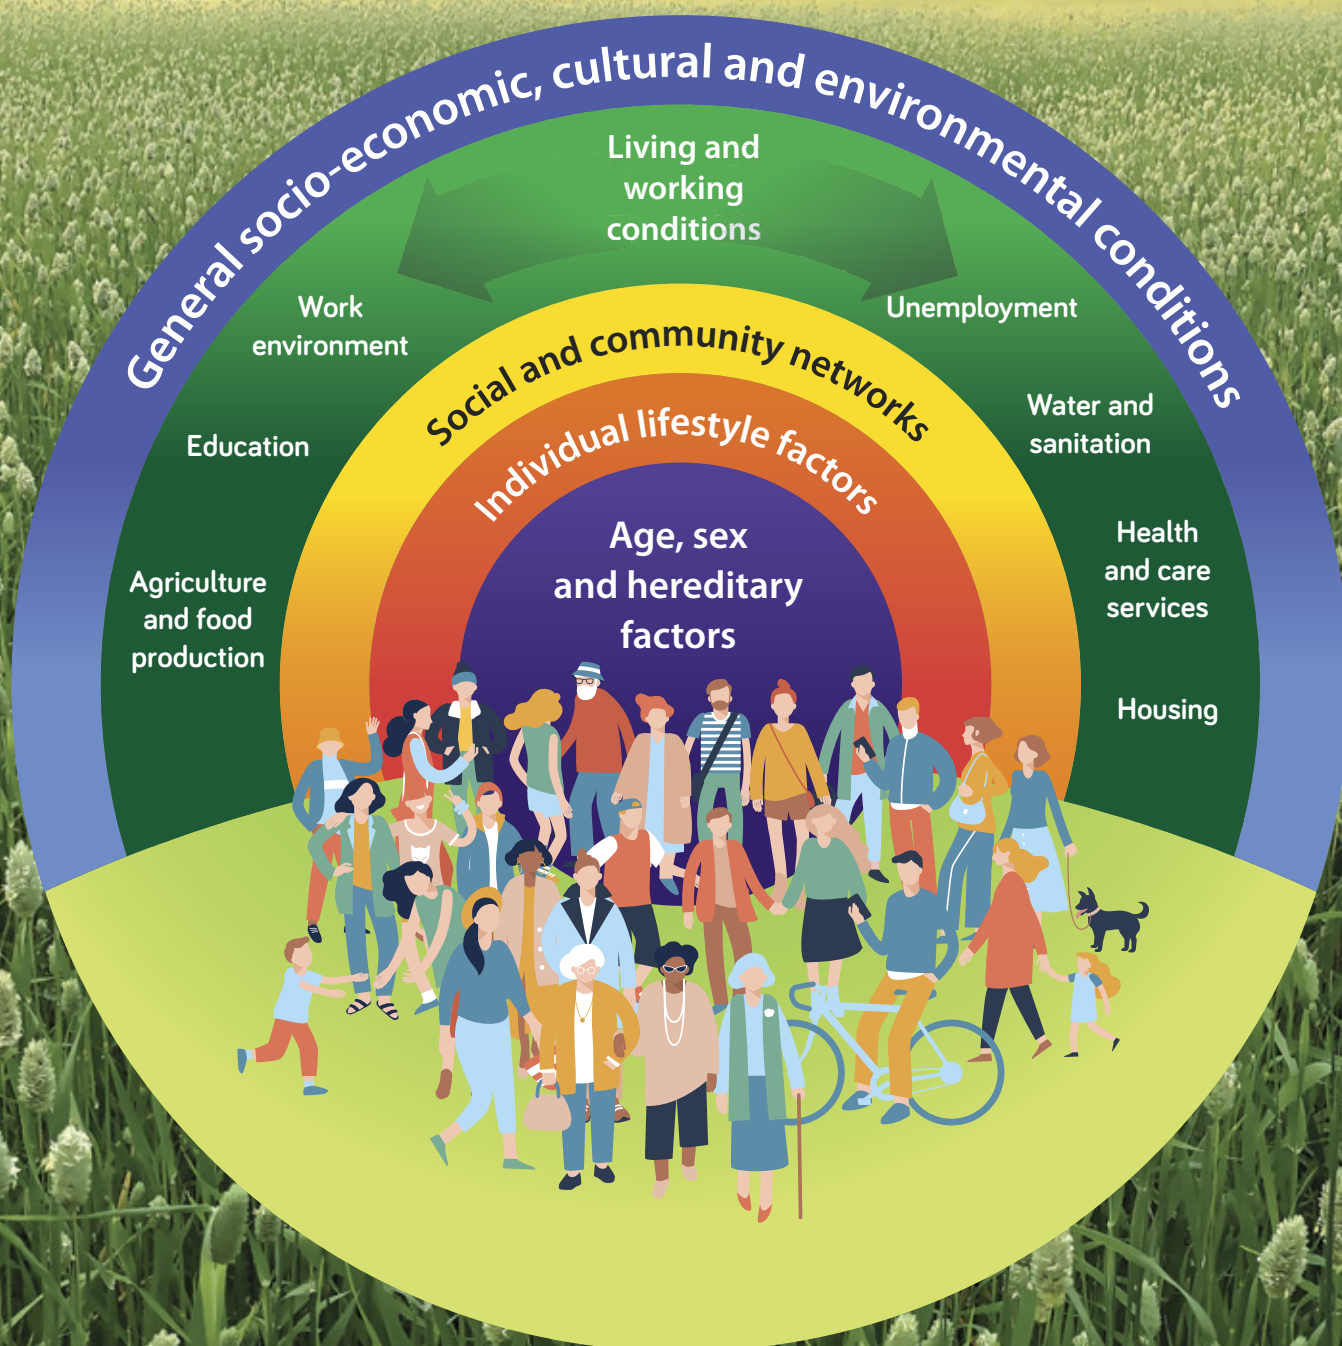 General socio-economic, cultural and environmental conditions
Living and
working
conditions
Work
environment
Education
Agriculture
and food
production
Unemployment
Water and
sanitation
Health
and care
services
Housing
Social and community networks
Individual lifestyle factors
Age, sex
and hereditary
factors